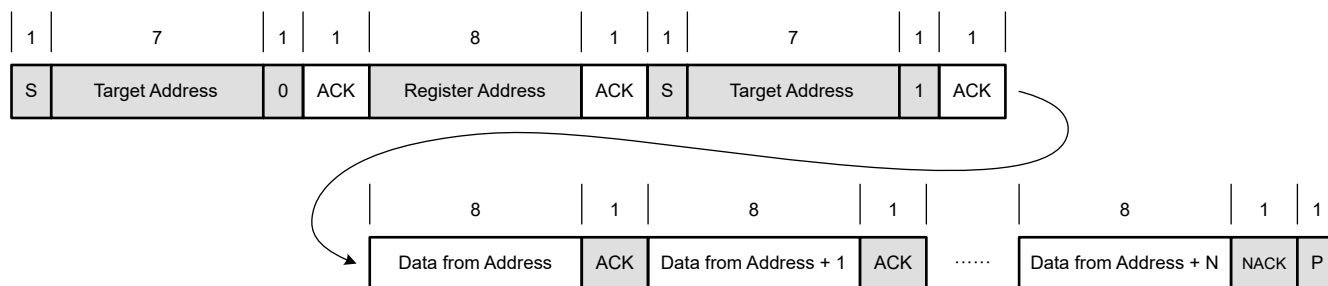 1 7 1 1 8 1 1 7 1 1
S Target Address 0 ACK Register Address ACK S Target Address 1 ACK
8 1 8 1 8 1 1
Data from Address ACK Data from Address + 1 ACK ...... Data from Address + N NACK P